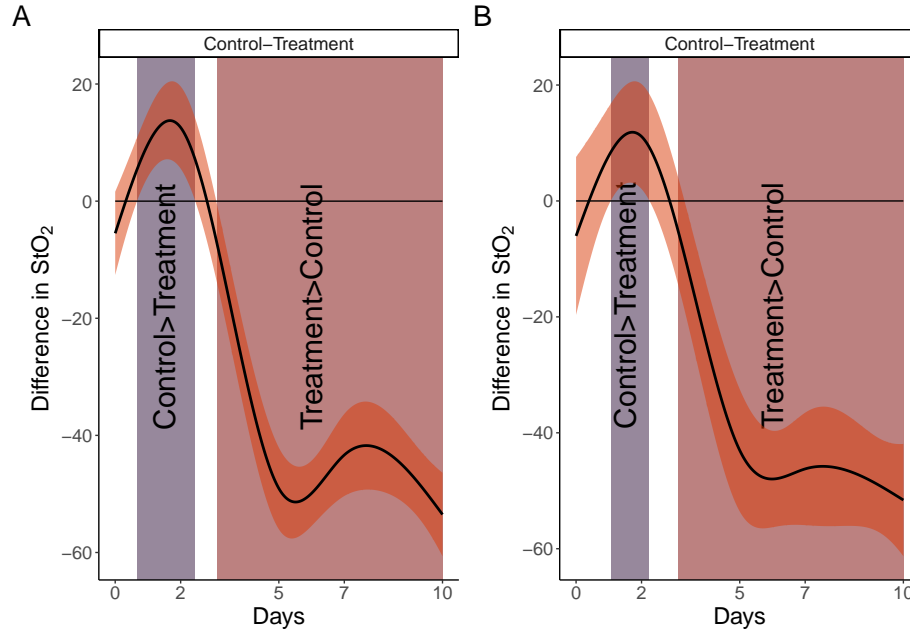 A
Control−Treatment
20
0
−20
−40
−60
Difference in StO₂
Control>Treatment
Treatment>Control
0
2
5
7
10
Days
B
Control−Treatment
20
0
−20
−40
−60
Difference in StO₂
Control>Treatment
Treatment>Control
0
2
5
7
10
Days